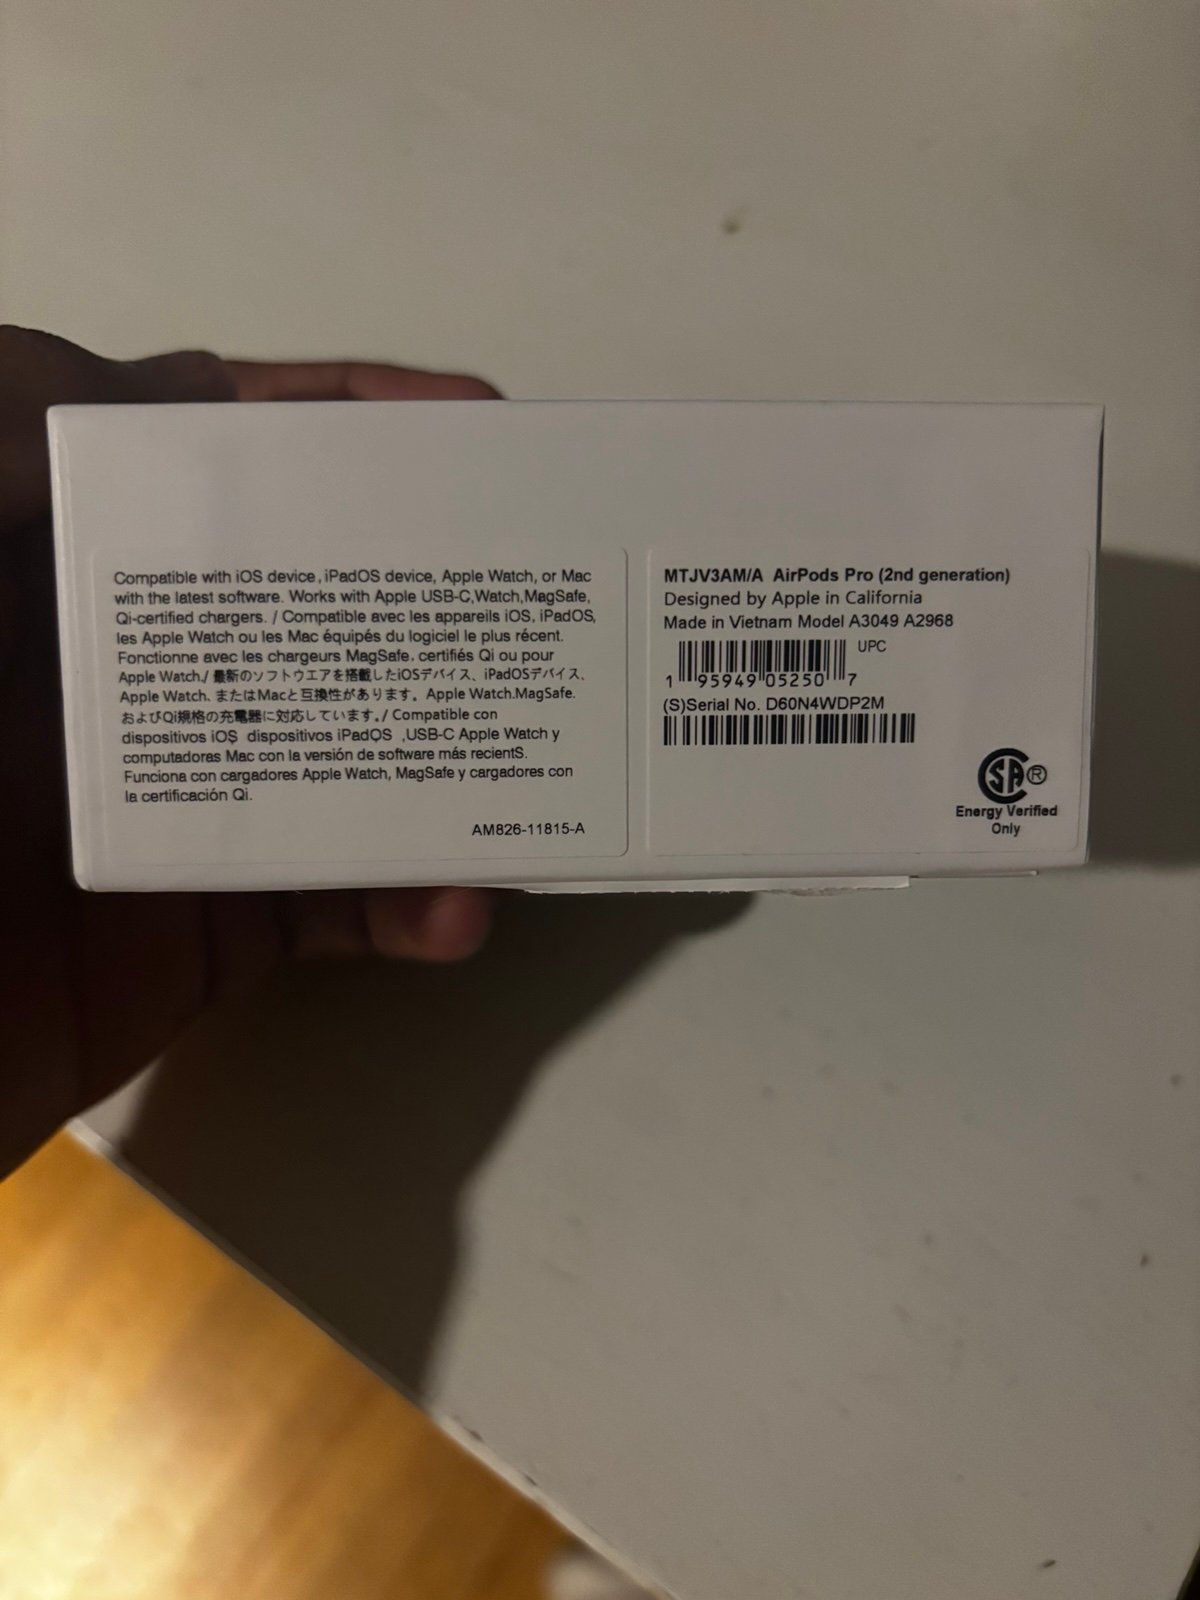 Compatible with iOS device, iPadOS device, Apple Watch, or Mac
with the latest software. Works with Apple USB-C,Watch,MagSafe,
Qi-certified chargers. / Compatible avec les appareils iOS, iPadOS,
les Apple Watch ou les Mac équipés du logiciel le plus récent.
Fonctionne avec les chargeurs MagSafe. certifiés Qi ou pour
Apple Watch./ 最新のソフトウエアを搭載したiOSデバイス、iPadOSデバイス、
Apple Watch、またはMacと互換性があります。Apple Watch.MagSafe.
およびQi規格の充電器に対応しています。/ Compatible con
dispositivos iOS dispositivos iPadOS ,USB-C Apple Watch y
computadoras Mac con la versión de software más recientS.
Funciona con cargadores Apple Watch, MagSafe y cargadores con
la certificación Qi.
AM826-11815-A
MTJV3AM/A AirPods Pro (2nd generation)
Designed by Apple in California
Made in Vietnam Model A3049 A2968
UPC
1 95949 05250 7
(S)Serial No. D60N4WDP2M
SA®
Energy Verified
Only